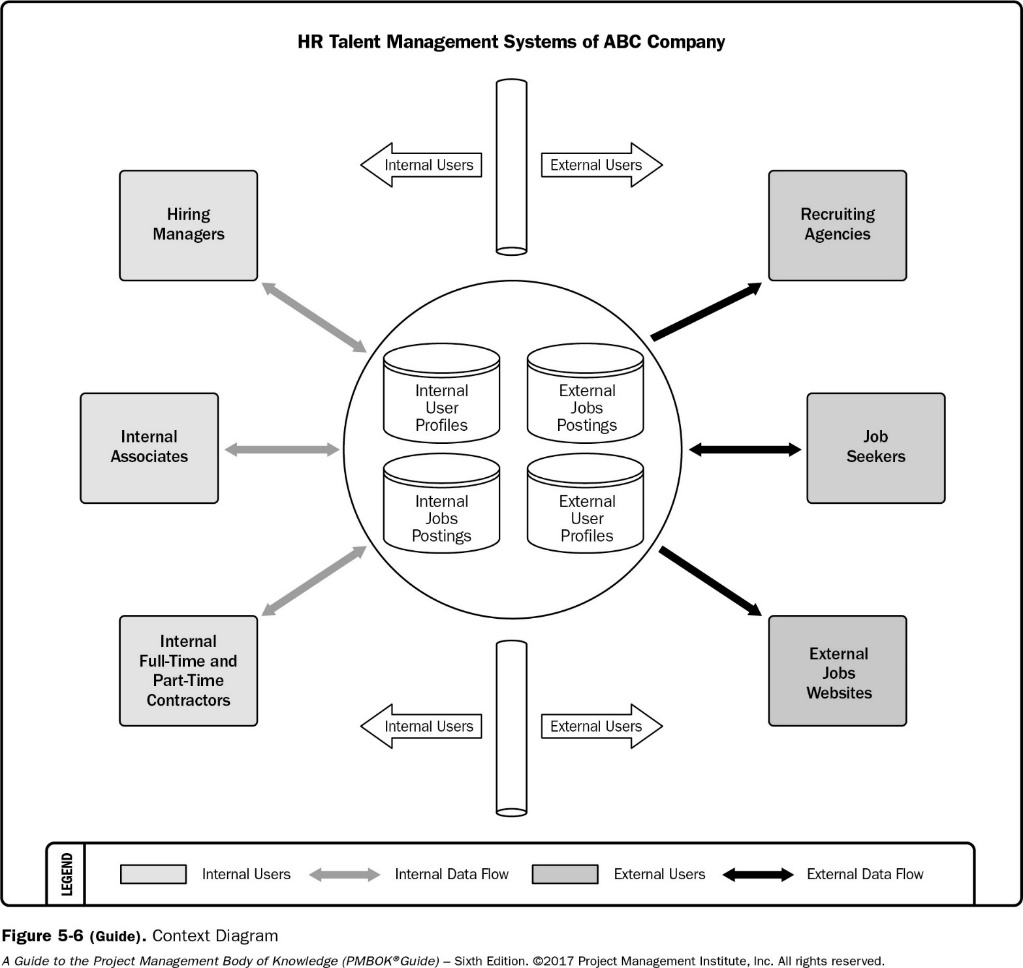 HR Talent Management Systems of ABC Company
Internal Users
External Users
Hiring
Managers
Recruiting
Agencies
Internal
User
Profiles
External
Jobs
Postings
Internal
Associates
Job
Seekers
Internal
Jobs
Postings
External
User
Profiles
Internal
Full-Time and
Part-Time
Contractors
External
Jobs
Websites
Internal Users
External Users
LEGEND
Internal Users
Internal Data Flow
External Users
External Data Flow
Figure 5-6 (Guide). Context Diagram
A Guide to the Project Management Body of Knowledge (PMBOK® Guide) – Sixth Edition. ©2017 Project Management Institute, Inc. All rights reserved.